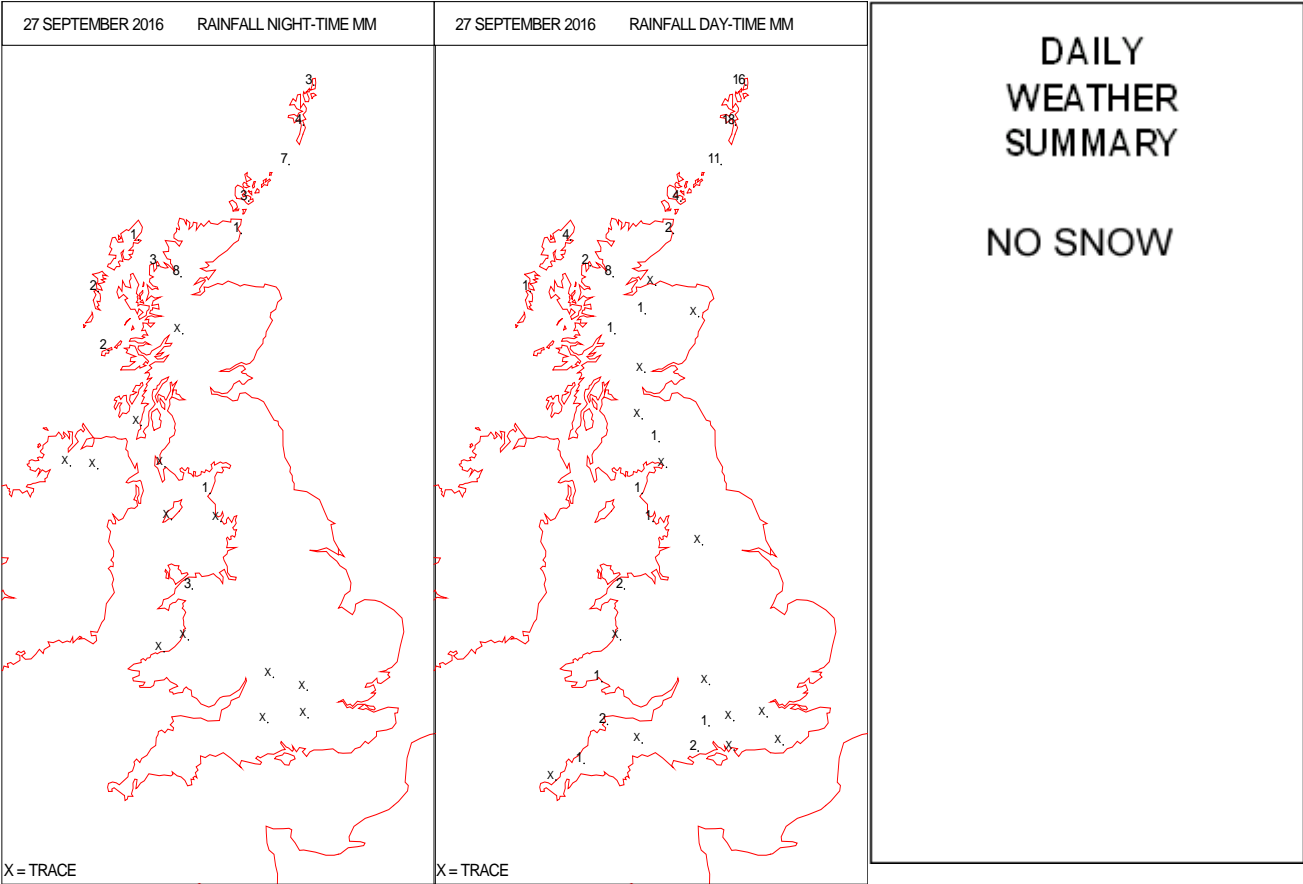 27 SEPTEMBER 2016 RAINFALL NIGHT-TIME MM
3
4
7.
3
1
1
3
8.
2
X.
2
X
X. X. X
1
X X
3.
X.
X
X.
X.
X. X.
X = TRACE
27 SEPTEMBER 2016 RAINFALL DAY-TIME MM
16
18
11.
4
2
4
2
8. X.
1
1. X.
1.
X.
X.
1.
X
1
1
X.
2.
X.
1 X.
2. 1. X. X.
X. 2. X X.
1.
X.
X = TRACE
DAILY
WEATHER
SUMMARY
NO SNOW